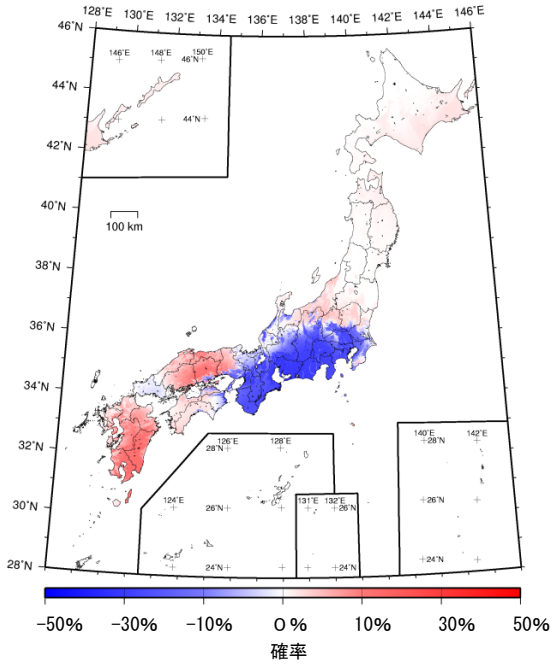 128˚E 130˚E 132˚E 134˚E 136˚E 138˚E 140˚E 142˚E 144˚E 146˚E
46˚N
146˚E 148˚E 150˚E
46˚N
44˚N
44˚N
42˚N
40˚N
100 km
38˚N
36˚N
34˚N
32˚N
30˚N
28˚N
126˚E 128˚E
28˚N
124˚E
26˚N
24˚N
131˚E 132˚E
26˚N
24˚N
140˚E 142˚E
28˚N
26˚N
24˚N
-50% -30% -10% 0% 10% 30% 50%
確率